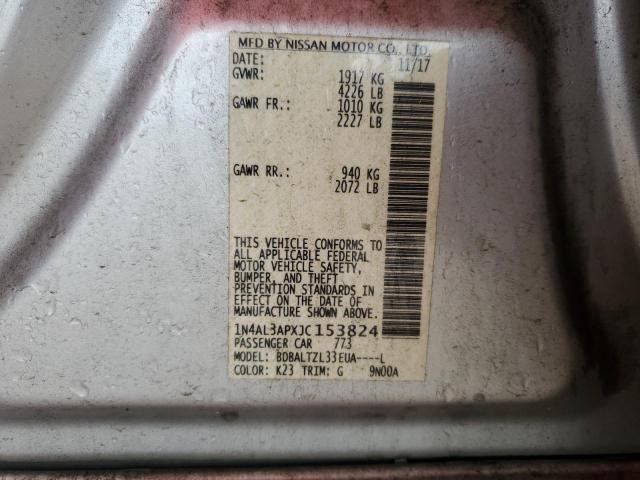 MFD BY NISSAN MOTOR CO., LTD.
DATE: 11/17
GVWR: 1917 KG
4226 LB
GAWR FR.: 1010 KG
2227 LB
GAWR RR.: 940 KG
2072 LB
THIS VEHICLE CONFORMS TO
ALL APPLICABLE FEDERAL
MOTOR VEHICLE SAFETY,
BUMPER, AND THEFT
PREVENTION STANDARDS IN
EFFECT ON THE DATE OF
MANUFACTURE SHOWN ABOVE.
1N4AL3APXJC153824
PASSENGER CAR 773
MODEL: BDBALTZL33EUA----L
COLOR: K23 TRIM: G 9N00A